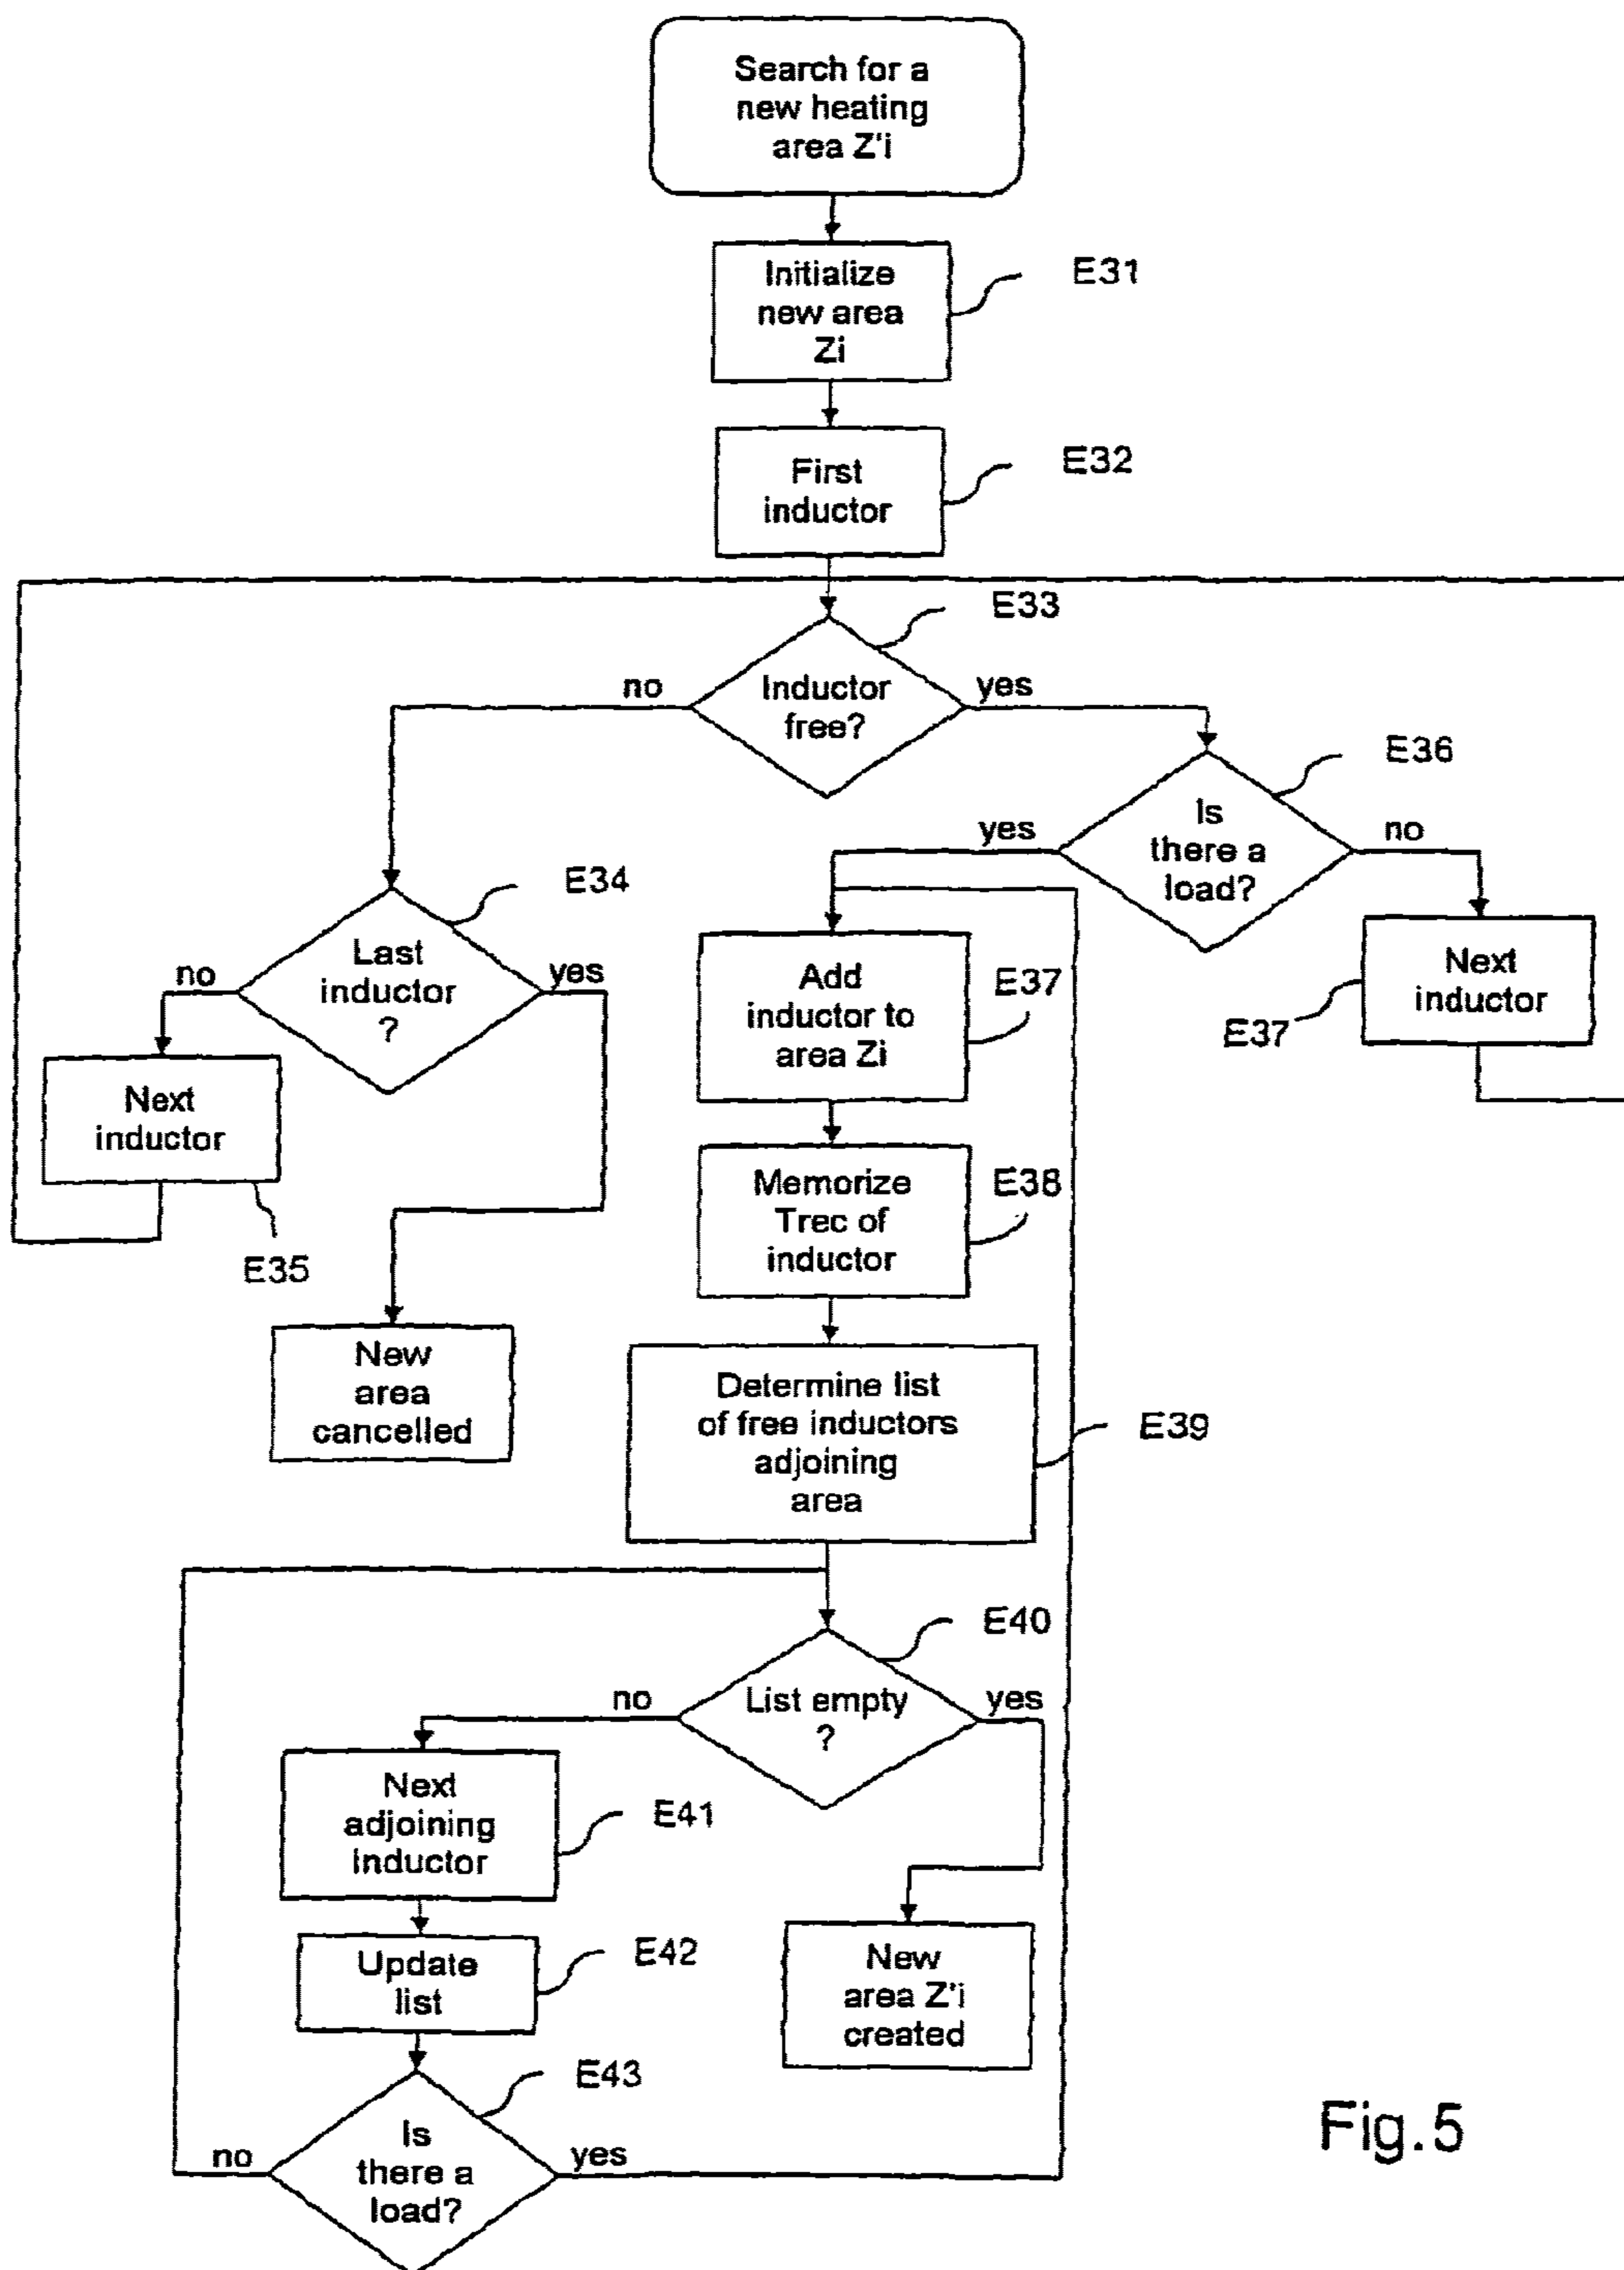 Search for a
new heating
area Z'i
Initialize
new area
Zi
E31
First
inductor
E32
E33
Inductor
free?
no
yes
E36
Is
there a
load?
yes
no
E34
Last
inductor
?
no
yes
Add
inductor to
area Zi
E37
Next
inductor
E37
Next
inductor
E35
Memorize
Trec of
inductor
E38
New
area
cancelled
Determine list
of free inductors
adjoining
area
E39
E40
List empty
?
no
yes
Next
adjoining
inductor
E41
Update
list
E42
New
area Z'i
created
E43
Is
there a
load?
no
yes
Fig.5